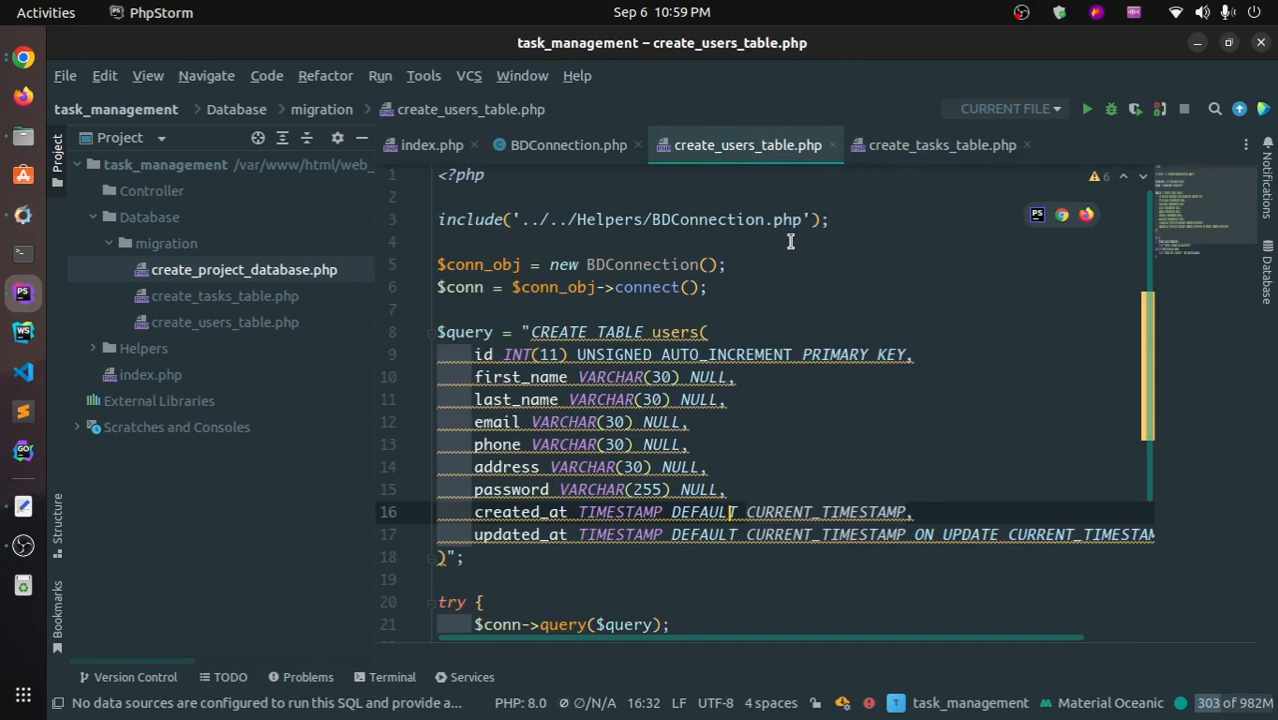 Activities PhpStorm Sep 6 10:59 PM
task_management – create_users_table.php
File Edit View Navigate Code Refactor Run Tools VCS Window Help
task_management Database migration create_users_table.php CURRENT FILE
Project Project index.php BDConnection.php create_users_table.php create_tasks_table.php Notifications
task_management /var/www/html/web_
Controller
Database
migration
create_project_database.php
create_tasks_table.php
create_users_table.php
Helpers
index.php
External Libraries
Scratches and Consoles
1 <?php 6
2
3 include('../../Helpers/BDConnection.php');
4
5 $conn_obj = new BDConnection();
6 $conn = $conn_obj->connect();
7
8 $query = "CREATE TABLE users(
9 id INT(11) UNSIGNED AUTO_INCREMENT PRIMARY KEY,
10 first_name VARCHAR(30) NULL,
11 last_name VARCHAR(30) NULL,
12 email VARCHAR(30) NULL,
13 phone VARCHAR(30) NULL,
14 address VARCHAR(30) NULL,
15 password VARCHAR(255) NULL,
16 created_at TIMESTAMP DEFAULT CURRENT_TIMESTAMP,
17 updated_at TIMESTAMP DEFAULT CURRENT_TIMESTAMP ON UPDATE CURRENT_TIMESTAM
18 )";
19
20 try {
21 $conn->query($query);
Database
Structure
Bookmarks
Version Control TODO Problems Terminal Services
No data sources are configured to run this SQL and provide a... PHP: 8.0 Ø/N/A 16:32 LF UTF-8 4 spaces T task_management Material Oceanic 303 of 982M